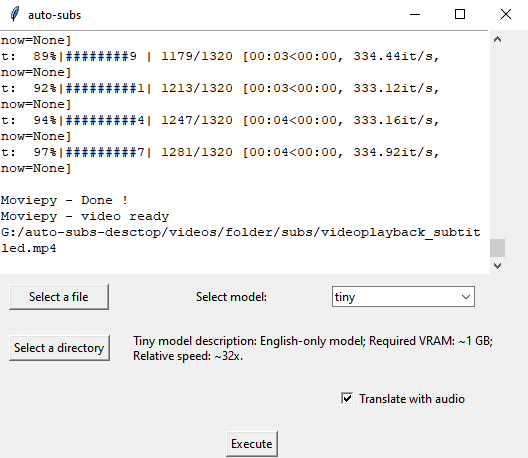 auto-subs
now=None]
t:  89%|########9 | 1179/1320 [00:03<00:00, 334.44it/s,
now=None]
t:  92%|#########1| 1213/1320 [00:03<00:00, 333.12it/s,
now=None]
t:  94%|#########4| 1247/1320 [00:04<00:00, 333.16it/s,
now=None]
t:  97%|#########7| 1281/1320 [00:04<00:00, 334.92it/s,
now=None]
Moviepy - Done !
Moviepy - video ready
G:/auto-subs-desctop/videos/folder/subs/videoplayback_subtit
led.mp4
Select a file
Select model:
tiny
Select a directory
Tiny model description: English-only model; Required VRAM: ~1 GB;
Relative speed: ~32x.
Translate with audio
Execute